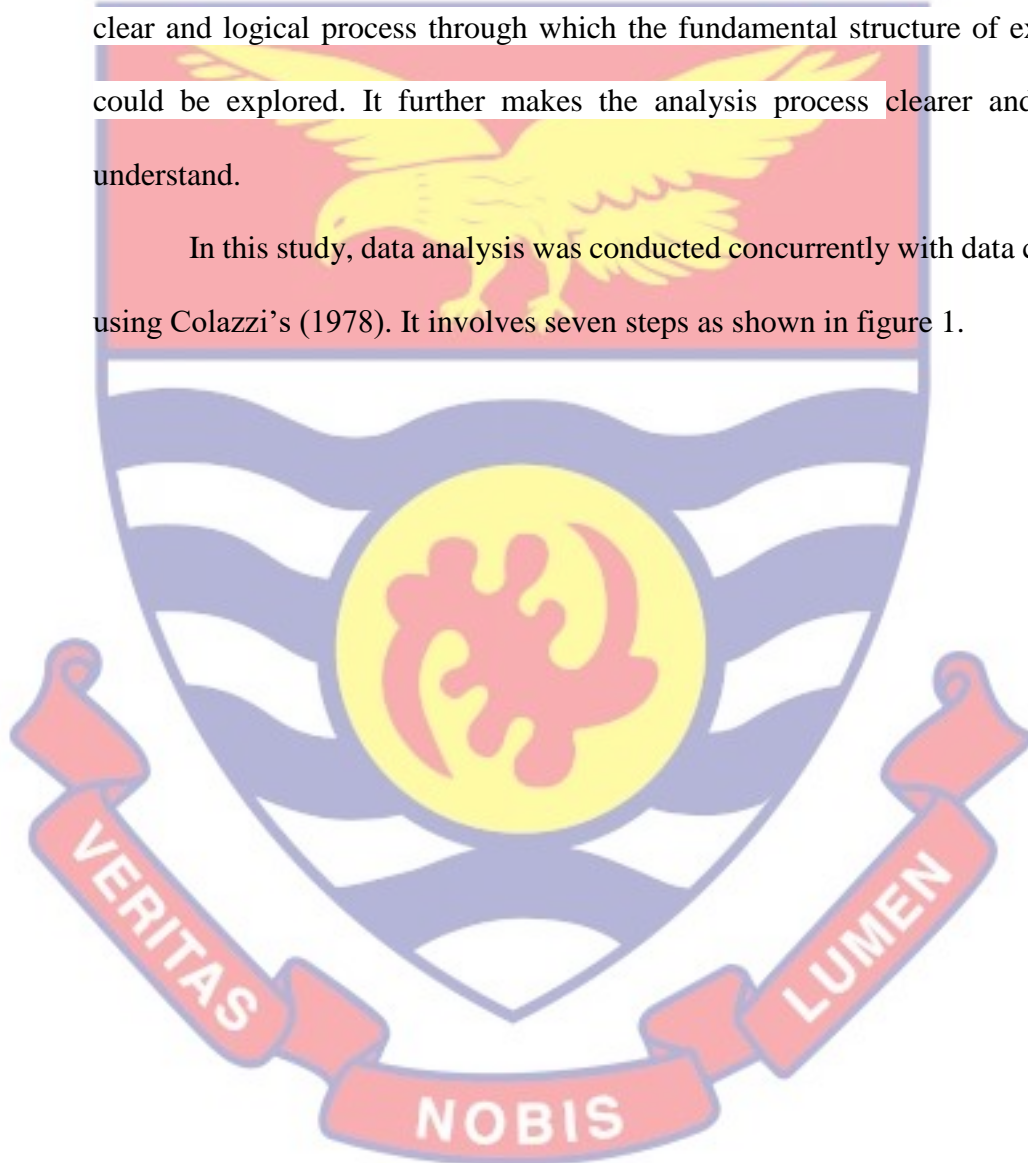 clear and logical process through which the fundamental structure of ex
could be explored. It further makes the analysis process clearer and
understand.
In this study, data analysis was conducted concurrently with data c
using Colazzi’s (1978). It involves seven steps as shown in figure 1.
VERITAS
NOBIS
LUMEN